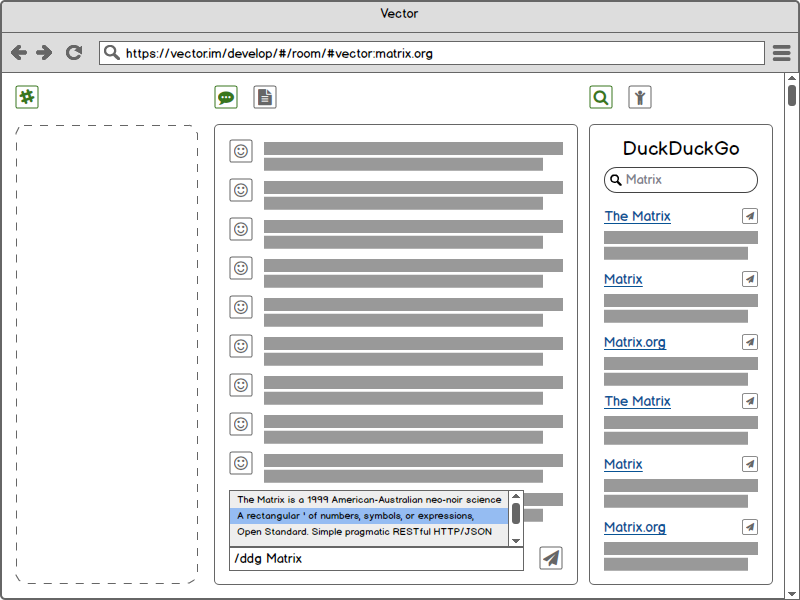 Vector
https://vector.im/develop/#/room/#vector:matrix.org
The Matrix is a 1999 American-Australian neo-noir science
A rectangular ' of numbers, symbols, or expressions,
Open Standard. Simple pragmatic RESTful HTTP/JSON
/ddg Matrix
DuckDuckGo
Matrix
The Matrix
Matrix
Matrix.org
The Matrix
Matrix
Matrix.org